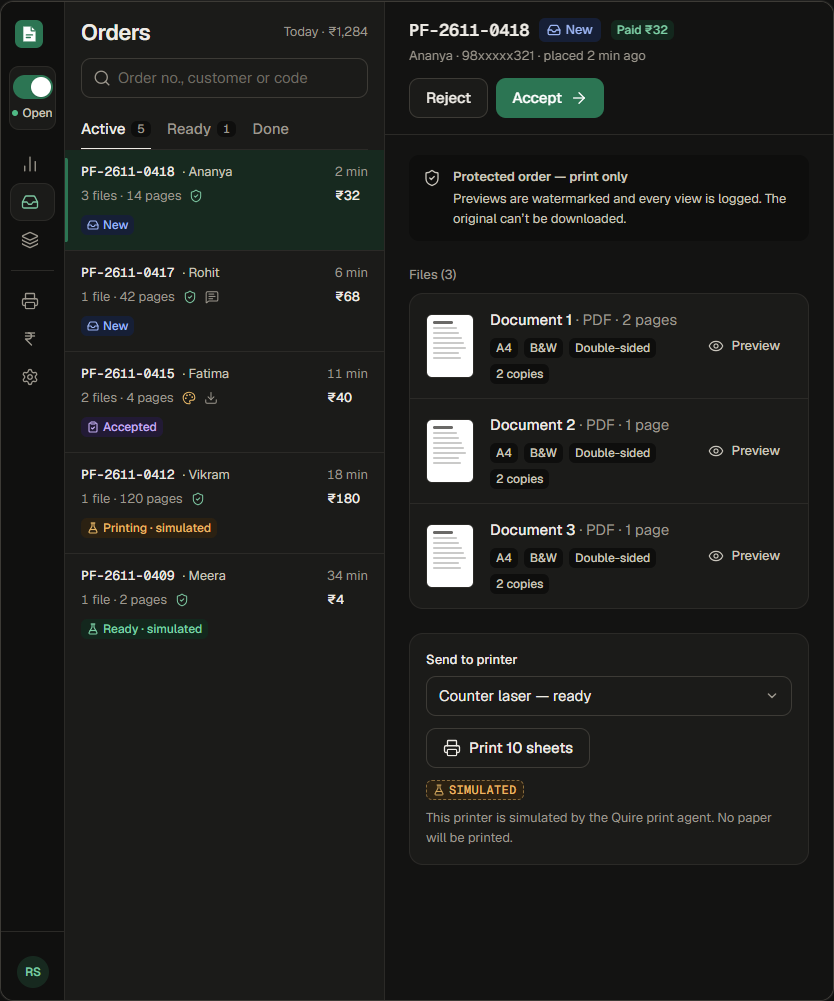 Open
RS
Orders
Today · ₹1,284
Order no., customer or code
Active 5
Ready 1
Done
PF-2611-0418 · Ananya
2 min
3 files · 14 pages
₹32
New
PF-2611-0417 · Rohit
6 min
1 file · 42 pages
₹68
New
PF-2611-0415 · Fatima
11 min
2 files · 4 pages
₹40
Accepted
PF-2611-0412 · Vikram
18 min
1 file · 120 pages
₹180
Printing · simulated
PF-2611-0409 · Meera
34 min
1 file · 2 pages
₹4
Ready · simulated
PF-2611-0418
New
Paid ₹32
Ananya · 98xxxxx321 · placed 2 min ago
Reject
Accept
Protected order — print only
Previews are watermarked and every view is logged. The
original can't be downloaded.
Files (3)
Document 1 · PDF · 2 pages
A4
B&W
Double-sided
2 copies
Preview
Document 2 · PDF · 1 page
A4
B&W
Double-sided
2 copies
Preview
Document 3 · PDF · 1 page
A4
B&W
Double-sided
2 copies
Preview
Send to printer
Counter laser — ready
Print 10 sheets
SIMULATED
This printer is simulated by the Quire print agent. No paper
will be printed.